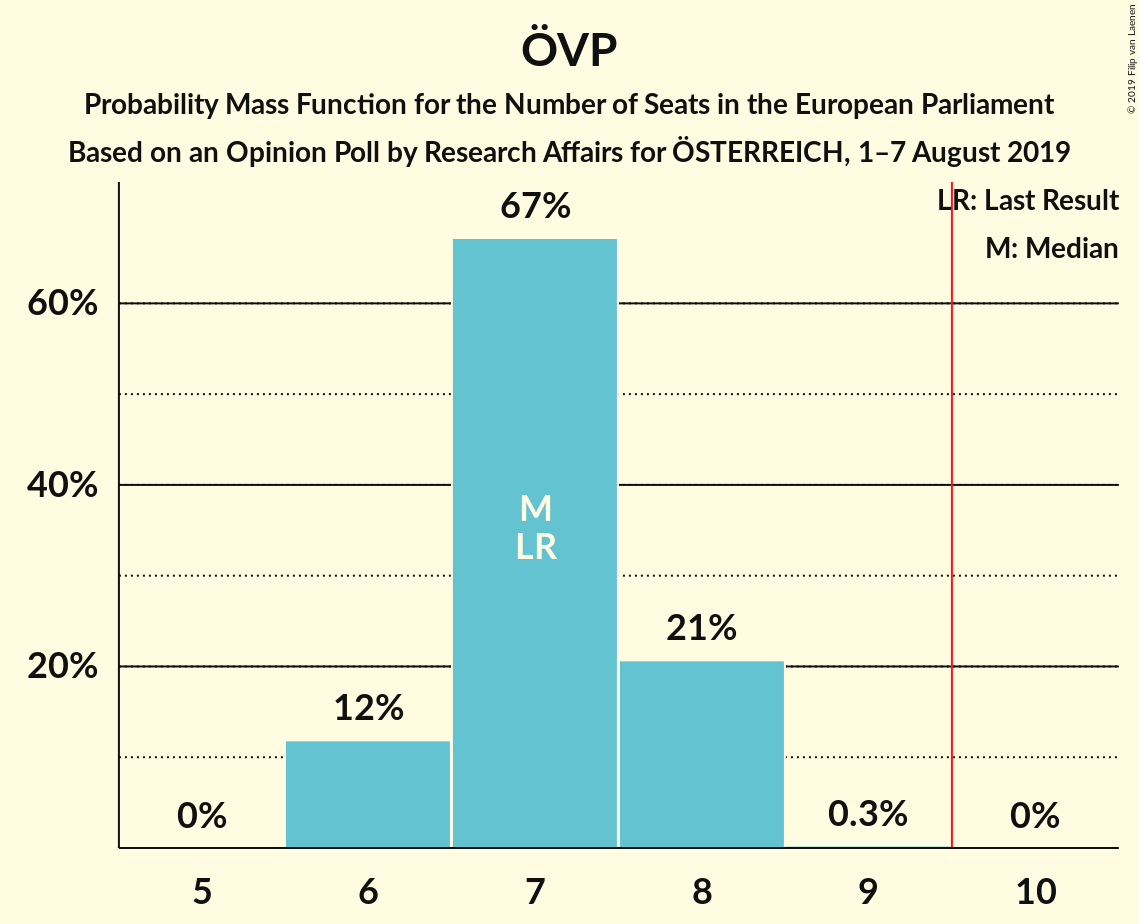 ÖVP
Probability Mass Function for the Number of Seats in the European Parliament
Based on an Opinion Poll by Research Affairs for ÖSTERREICH, 1–7 August 2019
© 2019 Filip van Laenen
LR: Last Result
M: Median
67%
60%
40%
M
LR
21%
20%
12%
0%
0.3%
0%
5 6 7 8 9 10